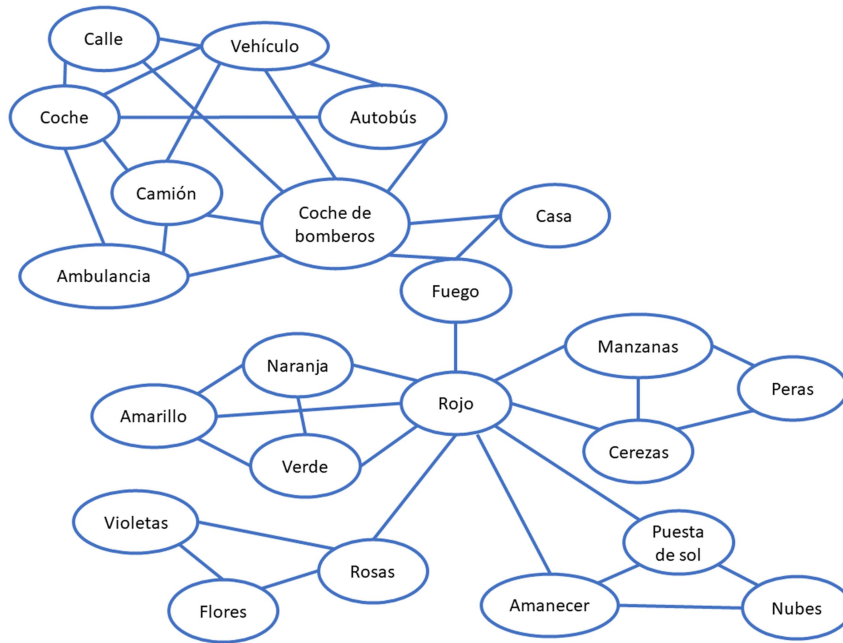 Calle
Vehículo
Coche
Autobús
Camión
Coche de
bomberos
Casa
Ambulancia
Fuego
Naranja
Manzanas
Amarillo
Rojo
Peras
Verde
Cerezas
Violetas
Puesta
de sol
Rosas
Flores
Amanecer
Nubes